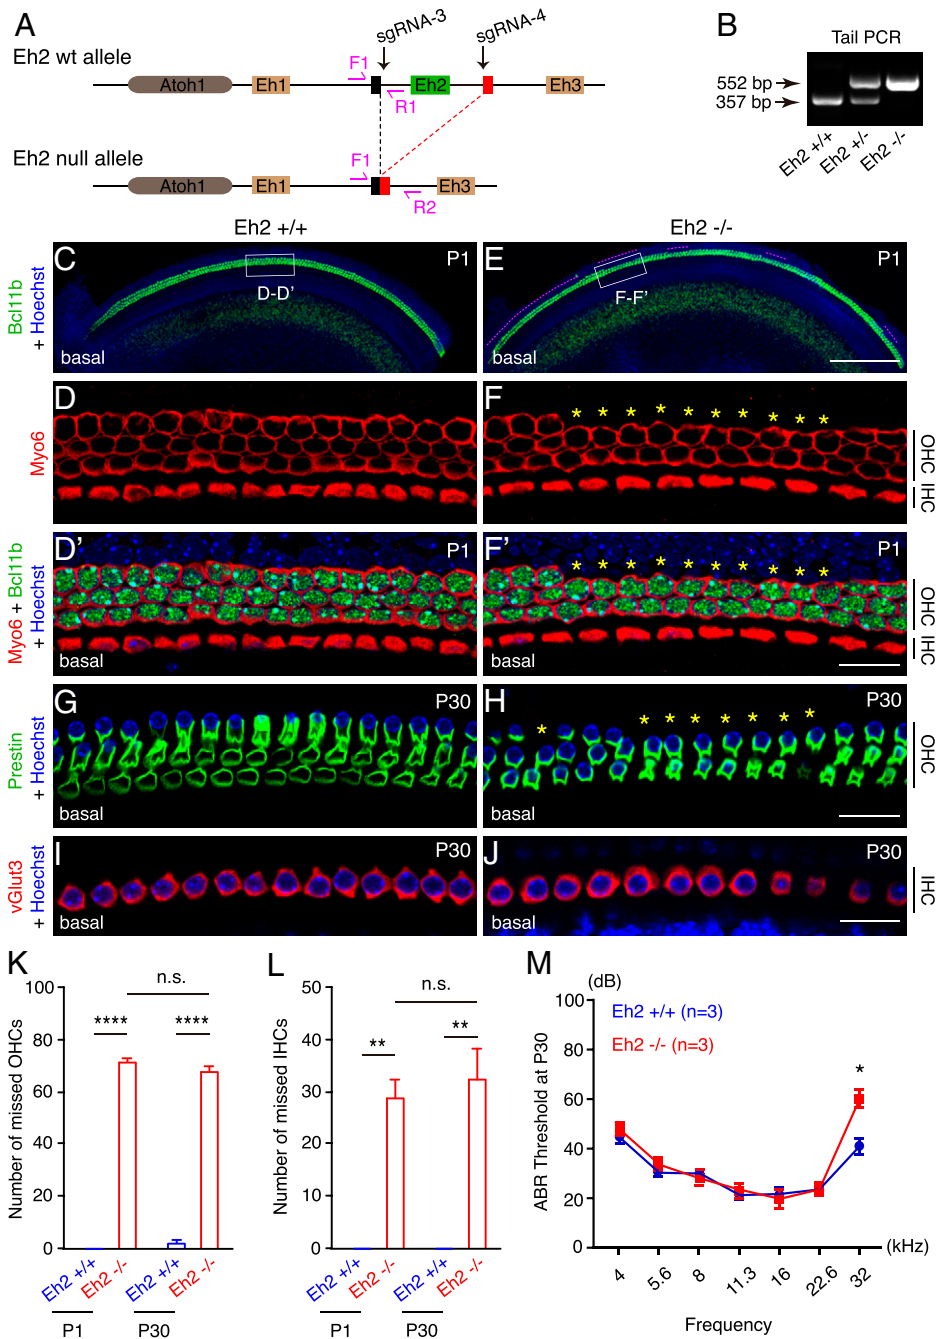 A
sgRNA-3
sgRNA-4
Eh2 wt allele
F1
Atoh1
Eh1
Eh2
Eh3
R1
Eh2 null allele
F1
Atoh1
Eh1
Eh3
R2
B
Tail PCR
552 bp
357 bp
Eh2 +/+
Eh2 +/-
Eh2 -/-
Eh2 +/+
Eh2 -/-
Bcl11b
+ Hoechst
C
P1
D-D'
basal
E
P1
F-F'
basal
Myo6
D
F
* * * * * * * * * *
OHC
IHC
Myo6 + Bcl11b
+ Hoechst
D'
P1
basal
F'
P1
* * * * * * * * * *
basal
OHC
IHC
Prestin
+ Hoechst
G
P30
basal
H
P30
* * * * * * * *
basal
OHC
vGlut3
+ Hoechst
I
P30
basal
J
P30
basal
IHC
K
Number of missed OHCs
100
80
60
40
20
0
n.s.
****
****
Eh2 +/+
Eh2 -/-
Eh2 +/+
Eh2 -/-
P1
P30
L
Number of missed IHCs
50
40
30
20
10
0
n.s.
**
**
Eh2 +/+
Eh2 -/-
Eh2 +/+
Eh2 -/-
P1
P30
M
(dB)
ABR Threshold at P30
100
80
60
40
20
0
Eh2 +/+ (n=3)
Eh2 -/- (n=3)
*
(kHz)
4
5.6
8
11.3
16
22.6
32
Frequency